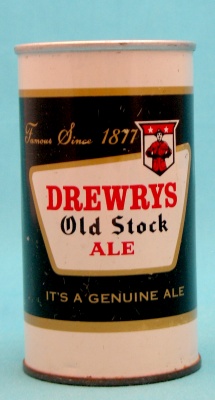 Famous Since 1877
DREWRYS
Old Stock
ALE
IT'S A GENUINE ALE